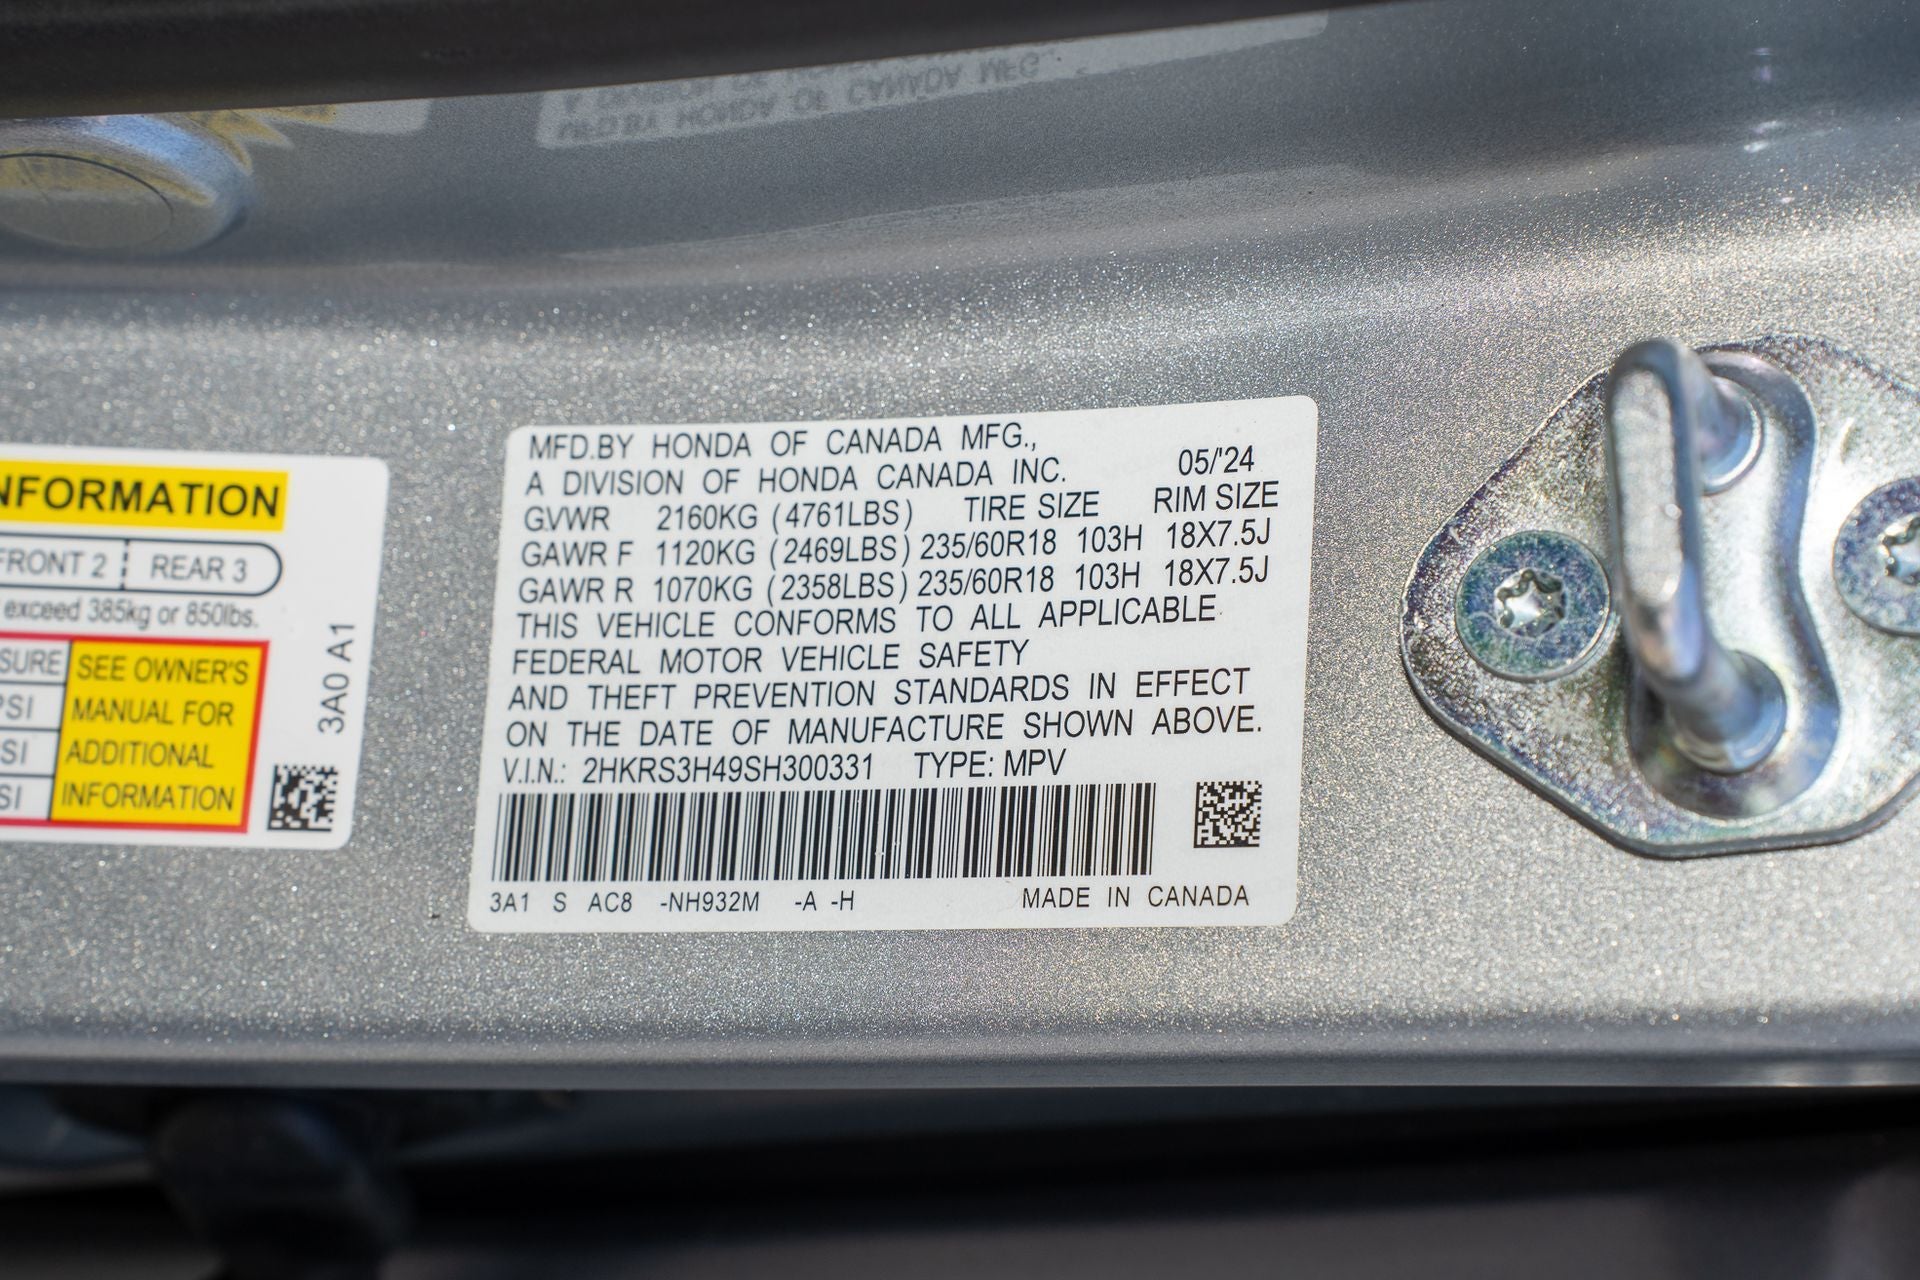 NFORMATION
FRONT 2 REAR 3
exceed 385kg or 850lbs.
SURE SEE OWNER'S
PSI MANUAL FOR
SI ADDITIONAL
SI INFORMATION
3A0 A1
MFD.BY HONDA OF CANADA MFG.,
A DIVISION OF HONDA CANADA INC. 05/'24
GVWR 2160KG (4761LBS) TIRE SIZE RIM SIZE
GAWR F 1120KG (2469LBS) 235/60R18 103H 18X7.5J
GAWR R 1070KG (2358LBS) 235/60R18 103H 18X7.5J
THIS VEHICLE CONFORMS TO ALL APPLICABLE
FEDERAL MOTOR VEHICLE SAFETY
AND THEFT PREVENTION STANDARDS IN EFFECT
ON THE DATE OF MANUFACTURE SHOWN ABOVE.
V.I.N.: 2HKRS3H49SH300331 TYPE: MPV
3A1 S AC8 -NH932M -A -H MADE IN CANADA